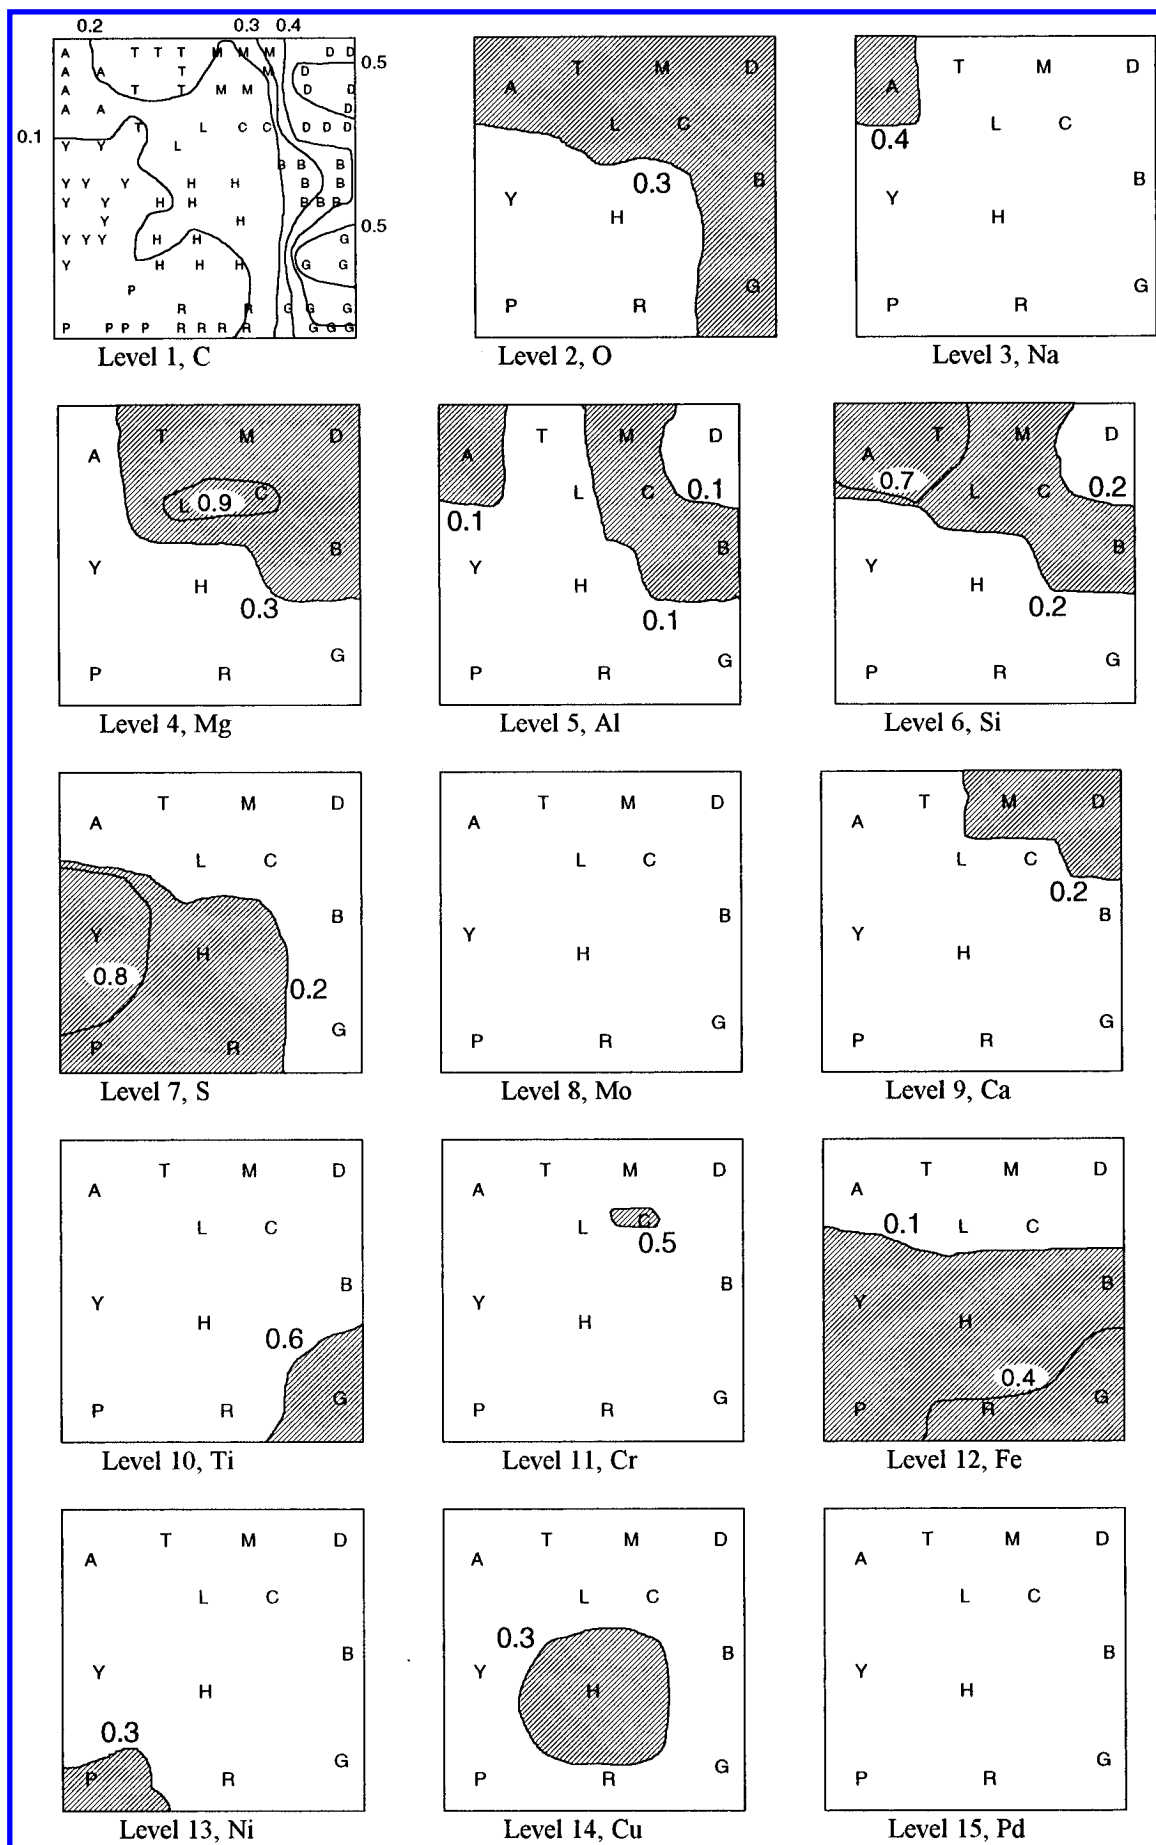 0.2 0.3 0.4
A T T T M M M D D
0.5
A A T M D
A T T M M D
A A D
0.1
T L C C D D D
Y Y L
B B B
Y Y Y H H B B
Y Y H H B B B
Y H
0.5
Y Y Y H H G
Y H H H G G
P
R R G G G
P P P P R R R R G G G
Level 1, C
T M D
A
L C
0.3
B
Y
H
G
P R
Level 2, O
T M D
A
0.4
L C
B
Y
H
G
P R
Level 3, Na
T M D
A
L 0.9 C
B
Y
H
0.3
G
P R
Level 4, Mg
T M D
A
L C 0.1
0.1
B
Y
H
0.1
G
P R
Level 5, Al
T M D
A
0.7 L C 0.2
B
Y
H
0.2
G
P R
Level 6, Si
T M D
A
L C
B
Y
H
0.8 0.2
G
P R
Level 7, S
T M D
A
L C
B
Y
H
G
P R
Level 8, Mo
T M D
A
L C
0.2
B
Y
H
G
P R
Level 9, Ca
T M D
A
L C
B
Y
H
0.6
G
P R
Level 10, Ti
T M D
A
L C
0.5
B
Y
H
G
P R
Level 11, Cr
T M D
A
0.1 L C
B
Y
H
0.4
G
P R
Level 12, Fe
T M D
A
L C
B
Y
H
0.3
G
P R
Level 13, Ni
T M D
A
L C
0.3
B
Y
H
G
P R
Level 14, Cu
T M D
A
L C
B
Y
H
G
P R
Level 15, Pd